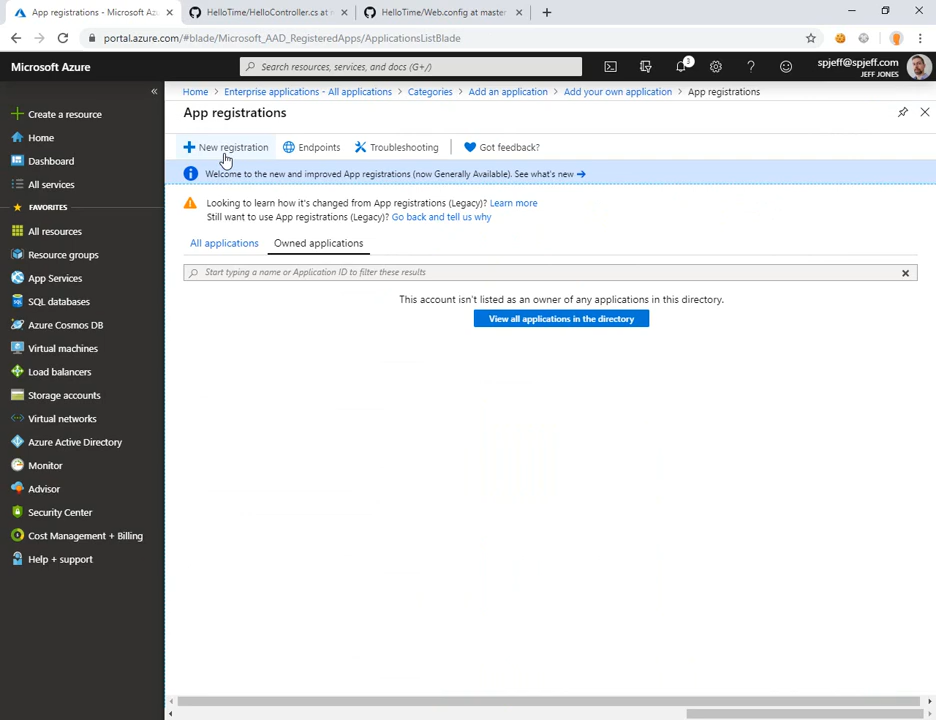 App registrations - Microsoft Az
HelloTime/HelloController.cs at m
HelloTime/Web.config at master
portal.azure.com/#blade/Microsoft_AAD_RegisteredApps/ApplicationsListBlade
Microsoft Azure
Search resources, services, and docs (G+/)
3
spjeff@spjeff.com
JEFF JONES
Home > Enterprise applications - All applications > Categories > Add an application > Add your own application > App registrations
App registrations
New registration
Endpoints
Troubleshooting
Got feedback?
Welcome to the new and improved App registrations (now Generally Available). See what's new →
Looking to learn how it's changed from App registrations (Legacy)? Learn more
Still want to use App registrations (Legacy)? Go back and tell us why
All applications
Owned applications
Start typing a name or Application ID to filter these results
This account isn't listed as an owner of any applications in this directory.
View all applications in the directory
Create a resource
Home
Dashboard
All services
FAVORITES
All resources
Resource groups
App Services
SQL databases
Azure Cosmos DB
Virtual machines
Load balancers
Storage accounts
Virtual networks
Azure Active Directory
Monitor
Advisor
Security Center
Cost Management + Billing
Help + support